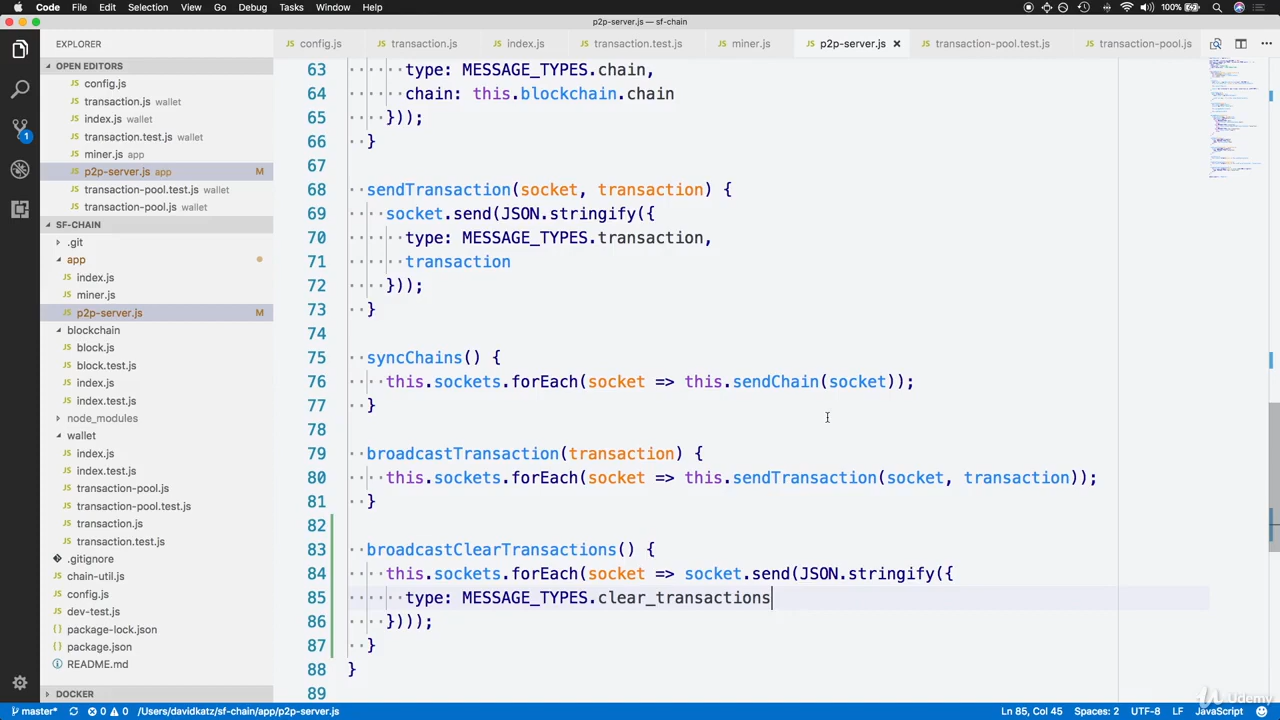 Code File Edit Selection View Go Debug Tasks Window Help 100%
p2p-server.js — sf-chain
EXPLORER
config.js transaction.js index.js transaction.test.js miner.js p2p-server.js transaction-pool.test.js transaction-pool.js
OPEN EDITORS
config.js
transaction.js wallet
index.js wallet
transaction.test.js wallet
miner.js app
p2p-server.js app M
transaction-pool.test.js wallet
transaction-pool.js wallet
SF-CHAIN
.git
app
index.js
miner.js
p2p-server.js M
blockchain
block.js
block.test.js
index.js
index.test.js
node_modules
wallet
index.js
index.test.js
transaction-pool.js
transaction-pool.test.js
transaction.js
transaction.test.js
.gitignore
chain-util.js
config.js
dev-test.js
package-lock.json
package.json
README.md
DOCKER
63 type: MESSAGE_TYPES.chain,
64 chain: this.blockchain.chain
65 }));
66 }
67
68 sendTransaction(socket, transaction) {
69 socket.send(JSON.stringify({
70 type: MESSAGE_TYPES.transaction,
71 transaction
72 }));
73 }
74
75 syncChains() {
76 this.sockets.forEach(socket => this.sendChain(socket));
77 }
78
79 broadcastTransaction(transaction) {
80 this.sockets.forEach(socket => this.sendTransaction(socket, transaction));
81 }
82
83 broadcastClearTransactions() {
84 this.sockets.forEach(socket => socket.send(JSON.stringify({
85 type: MESSAGE_TYPES.clear_transactions
86 })));
87 }
88 }
89
1
Udemy
master* 0 0 /Users/davidkatz/sf-chain/app/p2p-server.js Ln 85, Col 45 Spaces: 2 UTF-8 LF JavaScript